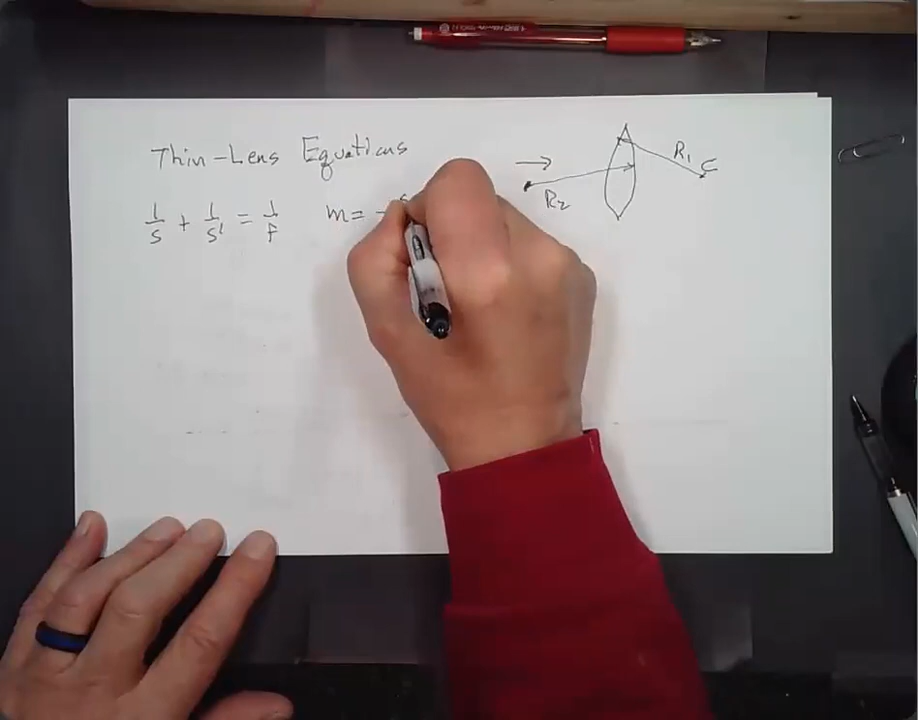 Thin-Lens Equations
1/s + 1/s' = 1/f
m= -
R₁ C
R₂